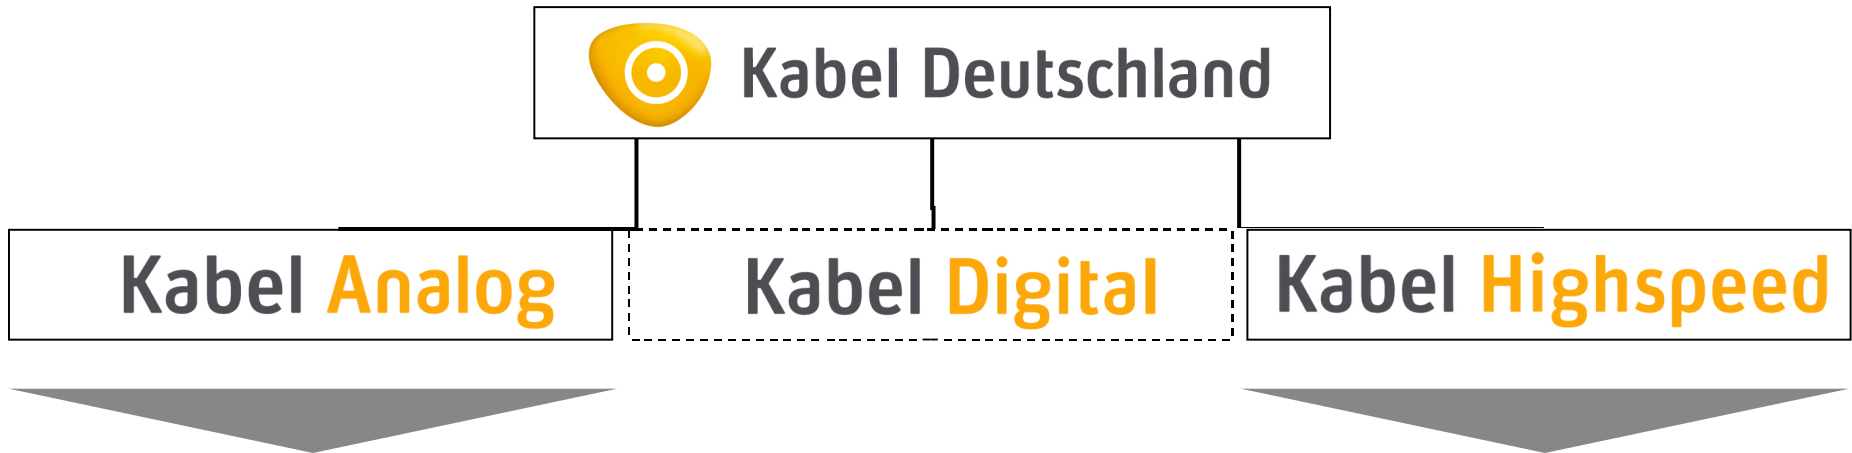 Kabel Deutschland
Kabel Analog
Kabel Digital
Kabel Highspeed